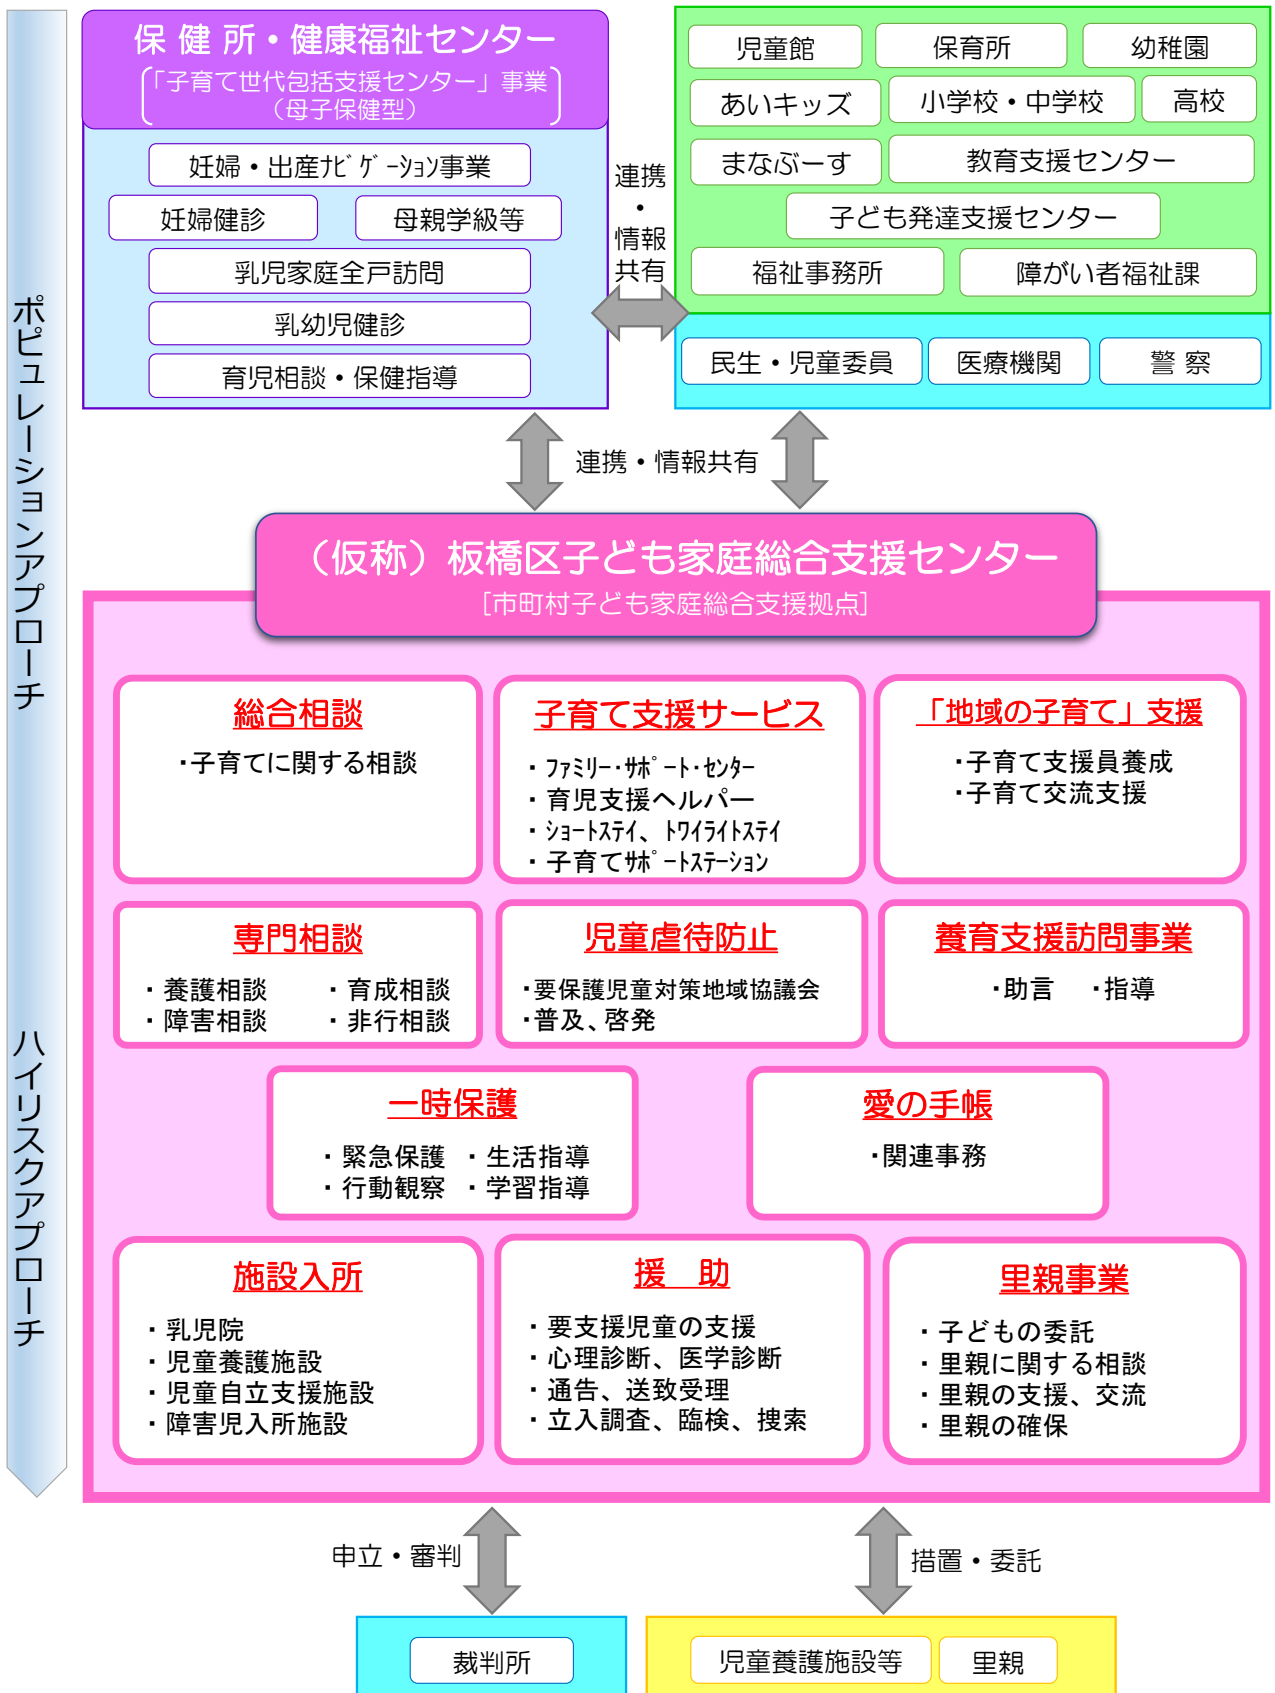 保健所・健康福祉センター
「子育て世代包括支援センター」事業
（母子保健型）
妊婦・出産ﾅﾋﾞｹﾞｰｼｮﾝ事業
妊婦健診
母親学級等
乳児家庭全戸訪問
乳幼児健診
育児相談・保健指導
連携
・
情報
共有
児童館
保育所
幼稚園
あいキッズ
小学校・中学校
高校
まなぶーす
教育支援センター
子ども発達支援センター
福祉事務所
障がい者福祉課
民生・児童委員
医療機関
警 察
連携・情報共有
ポピュレーションアプローチ
ハイリスクアプローチ
（仮称）板橋区子ども家庭総合支援センター
[市町村子ども家庭総合支援拠点]
総合相談
・子育てに関する相談
子育て支援サービス
・ﾌｧﾐﾘｰ・ｻﾎﾟｰﾄ・ｾﾝﾀｰ
・育児支援ヘルパー
・ｼｮｰﾄｽﾃｲ、ﾄﾜｲﾗｲﾄｽﾃｲ
・子育てｻﾎﾟｰﾄｽﾃｰｼｮﾝ
「地域の子育て」支援
・子育て支援員養成
・子育て交流支援
専門相談
・養護相談　・育成相談
・障害相談　・非行相談
児童虐待防止
・要保護児童対策地域協議会
・普及、啓発
養育支援訪問事業
・助言　・指導
一時保護
・緊急保護　・生活指導
・行動観察　・学習指導
愛の手帳
・関連事務
施設入所
・乳児院
・児童養護施設
・児童自立支援施設
・障害児入所施設
援　助
・要支援児童の支援
・心理診断、医学診断
・通告、送致受理
・立入調査、臨検、捜索
里親事業
・子どもの委託
・里親に関する相談
・里親の支援、交流
・里親の確保
申立・審判
措置・委託
裁判所
児童養護施設等
里親